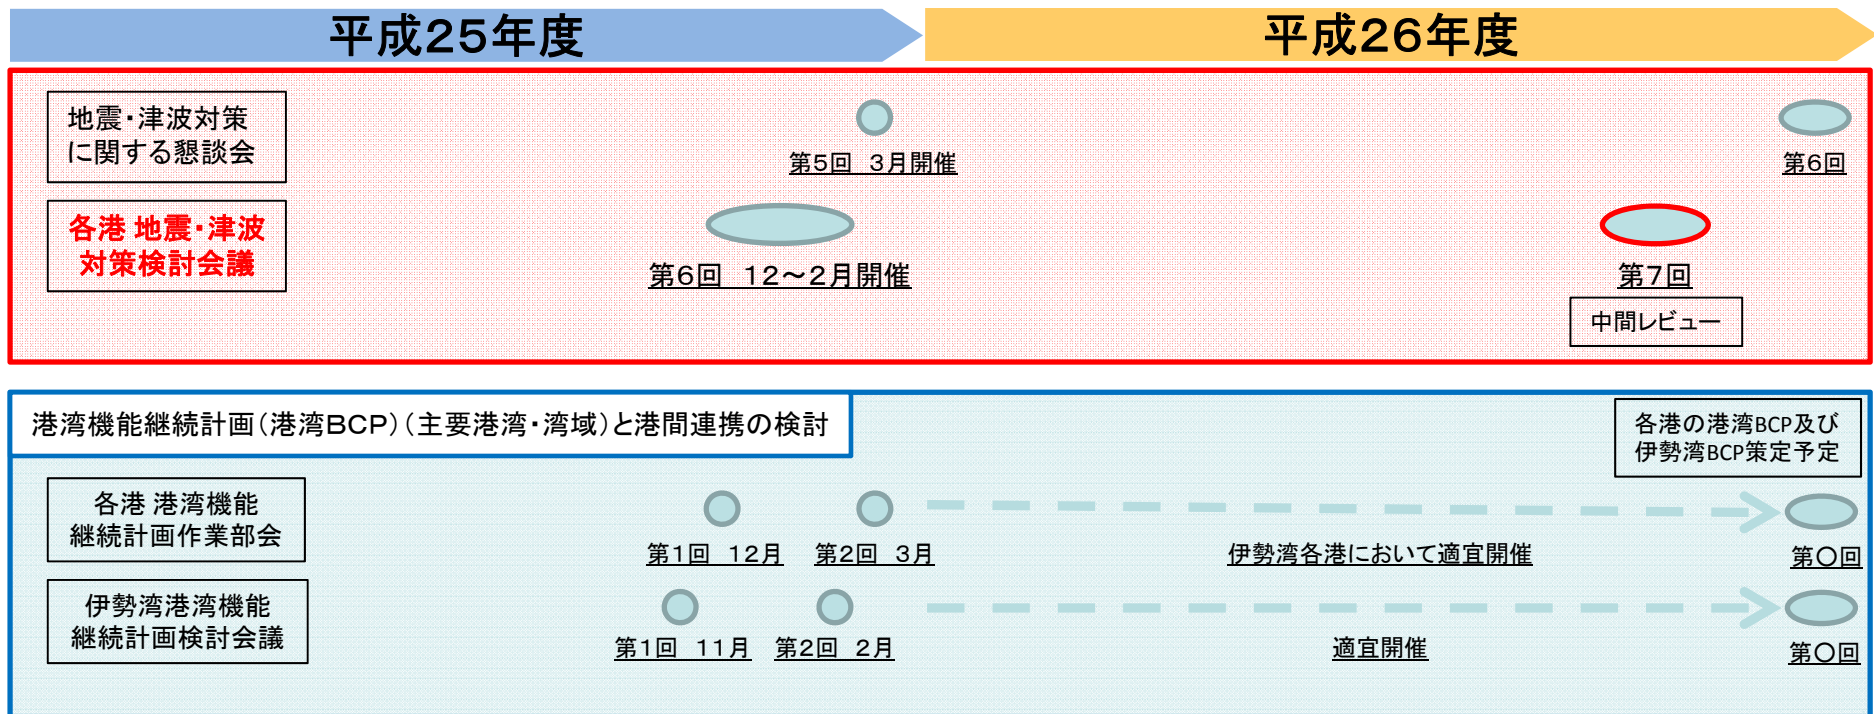 平成25年度
平成26年度
地震・津波対策
に関する懇談会
第5回 3月開催
第6回
各港 地震・津波
対策検討会議
第6回 12～2月開催
第7回
中間レビュー
港湾機能継続計画(港湾BCP)(主要港湾・湾域)と港間連携の検討
各港の港湾BCP及び
伊勢湾BCP策定予定
各港 港湾機能
継続計画作業部会
第1回 12月
第2回 3月
伊勢湾各港において適宜開催
第〇回
伊勢湾港湾機能
継続計画検討会議
第1回 11月
第2回 2月
適宜開催
第〇回